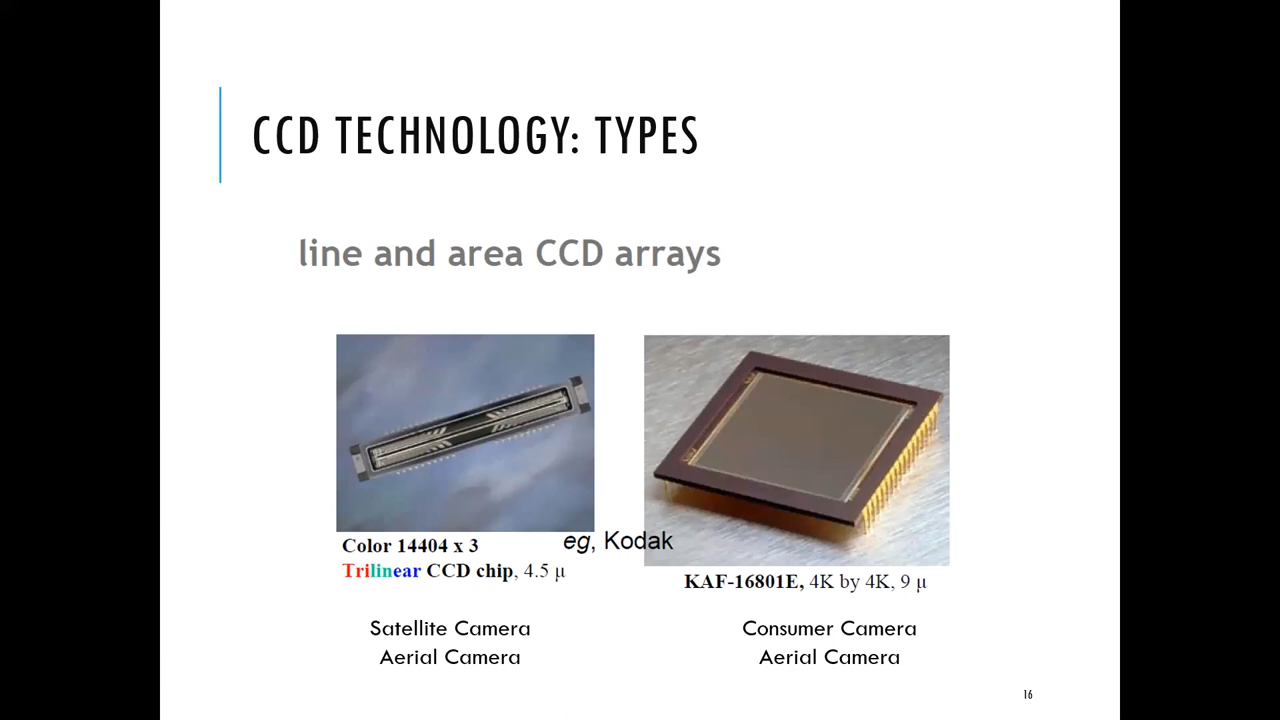 CCD TECHNOLOGY: TYPES
line and area CCD arrays
eg, Kodak
Color 14404 x 3
Trilinear CCD chip, 4.5 μ
KAF-16801E, 4K by 4K, 9 μ
Satellite Camera
Aerial Camera
Consumer Camera
Aerial Camera
16